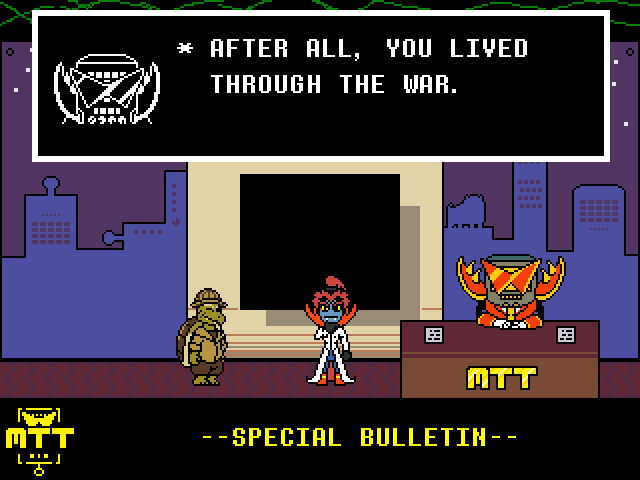 * AFTER ALL, YOU LIVED
THROUGH THE WAR.
MTT
MTT
--SPECIAL BULLETIN--